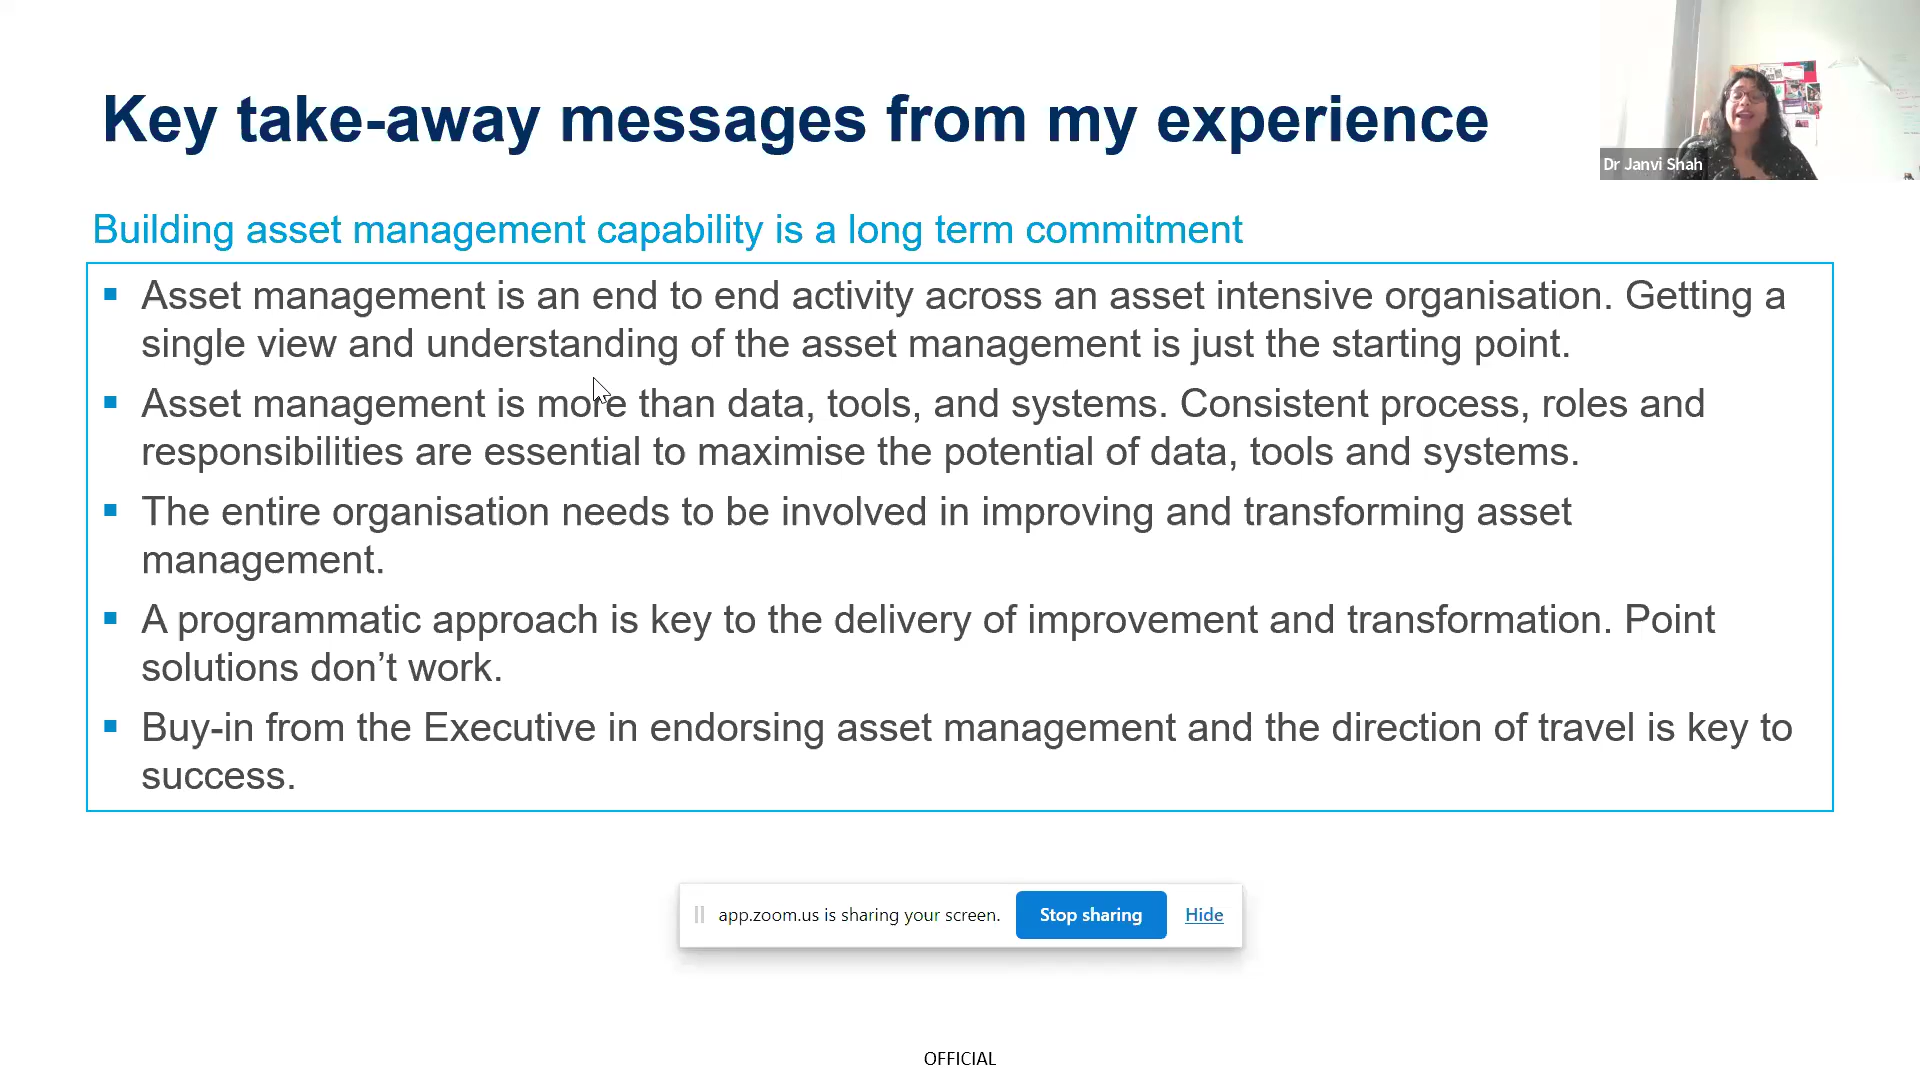 Key take-away messages from my experience
Dr Janvi Shah
Building asset management capability is a long term commitment
Asset management is an end to end activity across an asset intensive organisation. Getting a
single view and understanding of the asset management is just the starting point.
Asset management is more than data, tools, and systems. Consistent process, roles and
responsibilities are essential to maximise the potential of data, tools and systems.
The entire organisation needs to be involved in improving and transforming asset
management.
A programmatic approach is key to the delivery of improvement and transformation. Point
solutions don’t work.
Buy-in from the Executive in endorsing asset management and the direction of travel is key to
success.
app.zoom.us is sharing your screen.
Stop sharing
Hide
OFFICIAL